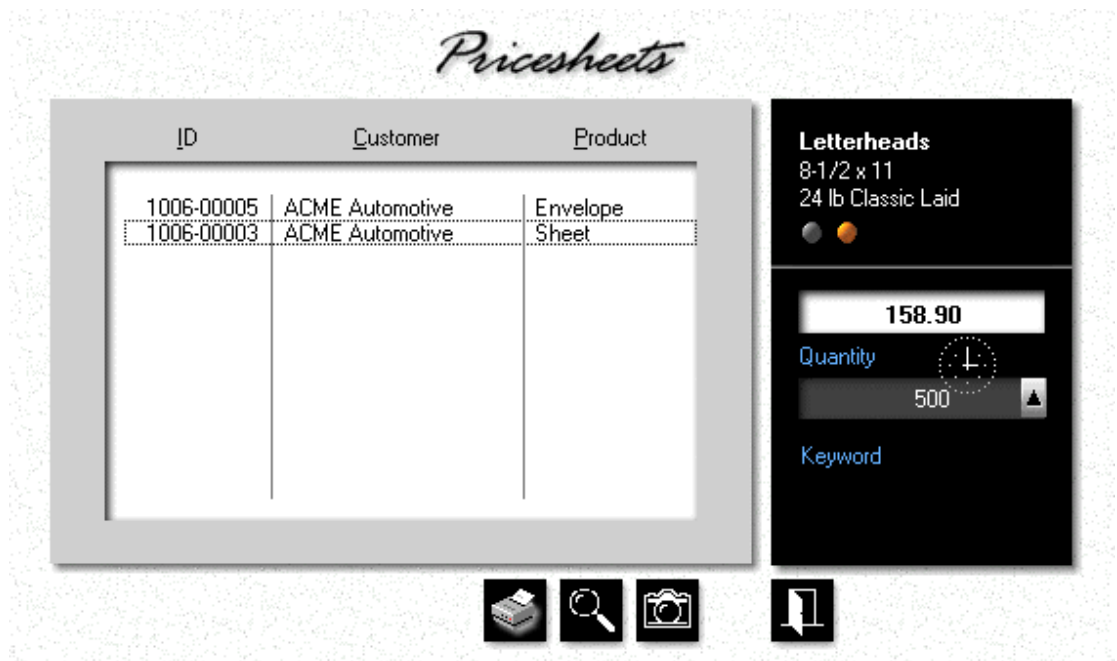 Pricesheets
ID Customer Product
1006-00005 ACME Automotive Envelope
1006-00003 ACME Automotive Sheet
Letterheads
8-1/2 x 11
24 lb Classic Laid
158.90
Quantity
500
Keyword